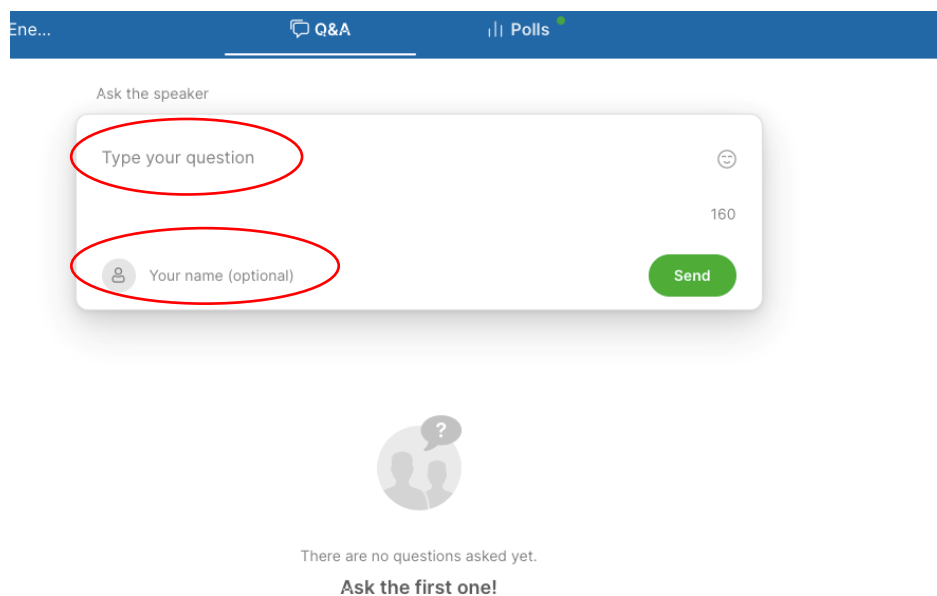 Ene...
Q&A
Polls
Ask the speaker
Type your question
160
Your name (optional)
Send
?
There are no questions asked yet.
Ask the first one!